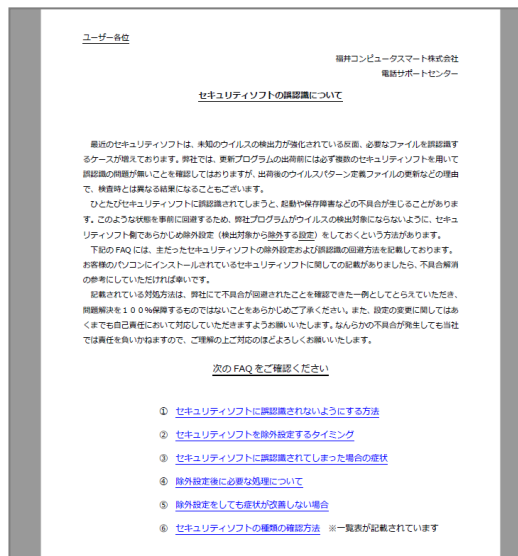 ユーザー各位
福井コンピュータスマート株式会社
電話サポートセンター
セキュリティソフトの誤認識について
最近のセキュリティソフトは、未知のウイルスの検出力が強化されている反面、必要なファイルを誤認識す
るケースが増えております。弊社では、更新プログラムの出荷前には必ず複数のセキュリティソフトを用いて
誤認識の問題が無いことを確認してはおりますが、出荷後のウイルスパターン定義ファイルの更新などの理由
で、検査時とは異なる結果になることもございます。
ひとたびセキュリティソフトに誤認識されてしまうと、起動や保存障害などの不具合が生じることがありま
す。このような状態を事前に回避するため、弊社プログラムがウイルスの検出対象にならないように、セキュ
リティソフト側であらかじめ除外設定（検出対象から除外する設定）をしておくという方法があります。
下記の FAQ には、主だったセキュリティソフトの除外設定および誤認識の回避方法を記載しております。
お客様のパソコンにインストールされているセキュリティソフトに関しての記載がありましたら、不具合解消
の参考にしていただければ幸いです。
記載されている対処方法は、弊社にて不具合が回避されたことを確認できた一例としてとらえていただき、
問題解決を１００％保障するものではないことをあらかじめご了承ください。また、設定の変更に関してはあ
くまでも自己責任において対応していただきますようお願いいたします。なんらかの不具合が発生しても当社
では責任を負いかねますので、ご理解の上ご対応のほどよろしくお願いいたします。
次の FAQ をご確認ください
① セキュリティソフトに誤認識されないようにする方法
② セキュリティソフトを除外設定するタイミング
③ セキュリティソフトに誤認識されてしまった場合の症状
④ 除外設定後に必要な処理について
⑤ 除外設定をしても症状が改善しない場合
⑥ セキュリティソフトの種類の確認方法 ※一覧表が記載されています